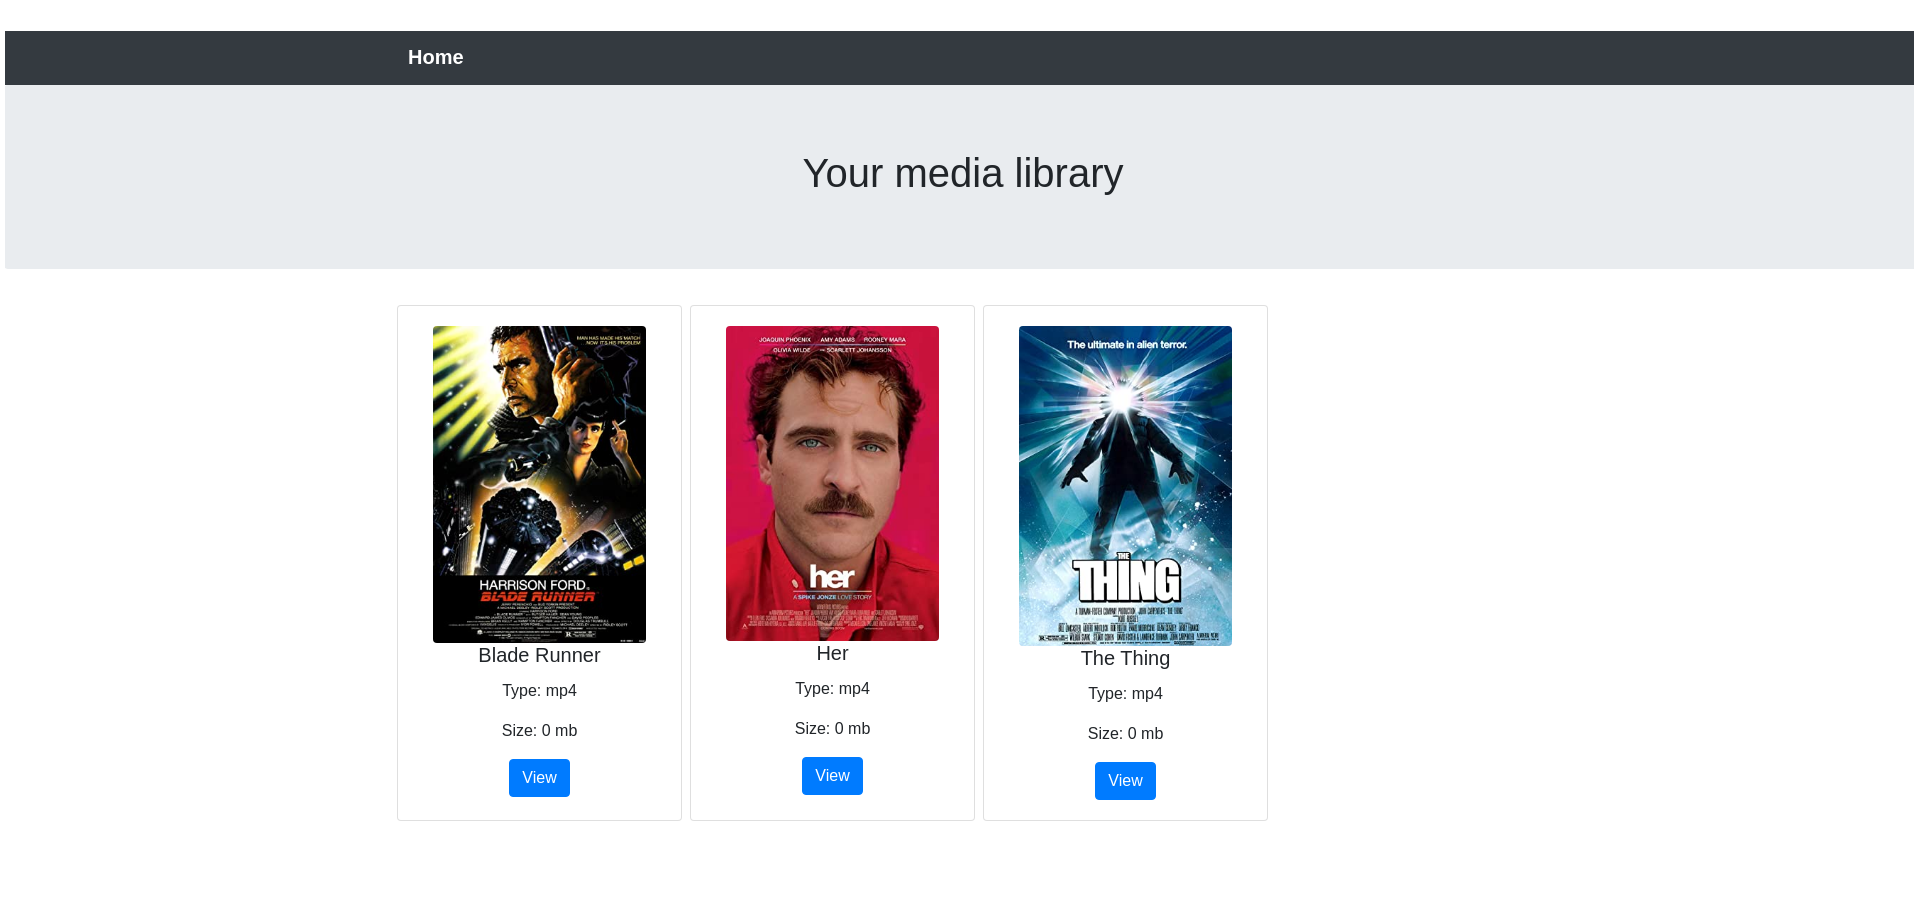 Home
Your media library
MAN HAS MADE HIS MATCH
NOW IT'S HIS PROBLEM
HARRISON FORD
BLADE RUNNER
Blade Runner
Type: mp4
Size: 0 mb
View
JOAQUIN PHOENIX AMY ADAMS ROONEY MARA
OLIVIA WILDE AND SCARLETT JOHANSSON
her
A SPIKE JONZE LOVE STORY
Her
Type: mp4
Size: 0 mb
View
The ultimate in alien terror.
THE
THING
The Thing
Type: mp4
Size: 0 mb
View